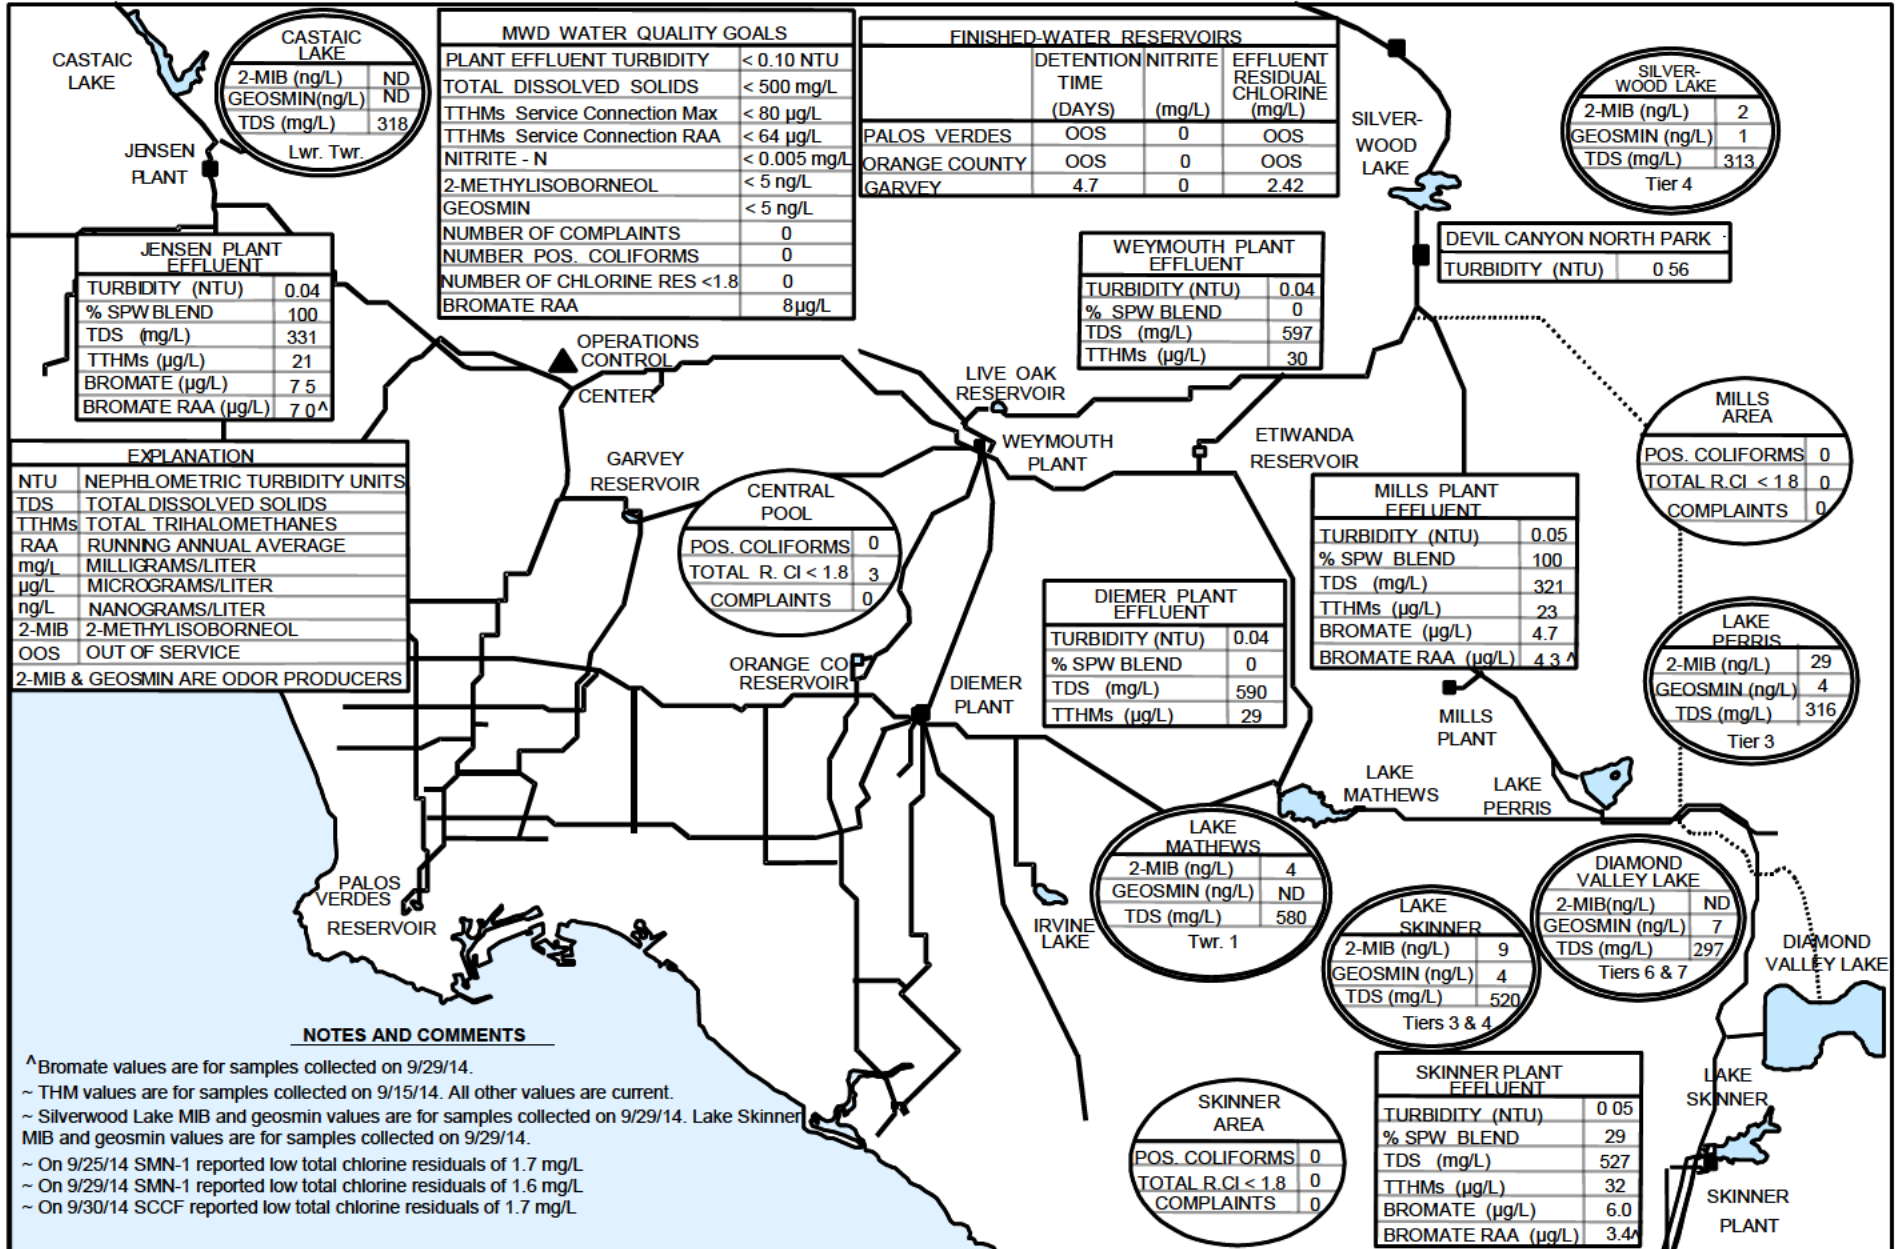 CASTAIC
LAKE
CASTAIC
LAKE
2-MIB (ng/L) ND
GEOSMIN(ng/L) ND
TDS (mg/L) 318
Lwr. Twr.
JENSEN
PLANT
MWD WATER QUALITY GOALS
PLANT EFFLUENT TURBIDITY < 0.10 NTU
TOTAL DISSOLVED SOLIDS < 500 mg/L
TTHMs Service Connection Max < 80 µg/L
TTHMs Service Connection RAA < 64 µg/L
NITRITE - N < 0.005 mg/L
2-METHYLISOBORNEOL < 5 ng/L
GEOSMIN < 5 ng/L
NUMBER OF COMPLAINTS 0
NUMBER POS. COLIFORMS 0
NUMBER OF CHLORINE RES <1.8 0
BROMATE RAA 8µg/L
FINISHED-WATER RESERVOIRS
DETENTION NITRITE EFFLUENT
TIME RESIDUAL
CHLORINE
(DAYS) (mg/L) (mg/L)
PALOS VERDES OOS 0 OOS
ORANGE COUNTY OOS 0 OOS
GARVEY 4.7 0 2.42
SILVER-
WOOD
LAKE
SILVER-
WOOD LAKE
2-MIB (ng/L) 2
GEOSMIN (ng/L) 1
TDS (mg/L) 313
Tier 4
DEVIL CANYON NORTH PARK
TURBIDITY (NTU) 0 56
JENSEN PLANT
EFFLUENT
TURBIDITY (NTU) 0.04
% SPW BLEND 100
TDS (mg/L) 331
TTHMs (µg/L) 21
BROMATE (µg/L) 7 5
BROMATE RAA (µg/L) 7 0^
WEYMOUTH PLANT
EFFLUENT
TURBIDITY (NTU) 0.04
% SPW BLEND 0
TDS (mg/L) 597
TTHMs (µg/L) 30
OPERATIONS
CONTROL
CENTER
LIVE OAK
RESERVOIR
WEYMOUTH
PLANT
ETIWANDA
RESERVOIR
MILLS
AREA
POS. COLIFORMS 0
TOTAL R.Cl < 1 8 0
COMPLAINTS 0
EXPLANATION
NTU NEPHELOMETRIC TURBIDITY UNITS
TDS TOTAL DISSOLVED SOLIDS
TTHMs TOTAL TRIHALOMETHANES
RAA RUNNING ANNUAL AVERAGE
mg/L MILLIGRAMS/LITER
µg/L MICROGRAMS/LITER
ng/L NANOGRAMS/LITER
2-MIB 2-METHYLISOBORNEOL
OOS OUT OF SERVICE
2-MIB & GEOSMIN ARE ODOR PRODUCERS
GARVEY
RESERVOIR
CENTRAL
POOL
POS. COLIFORMS 0
TOTAL R. Cl < 1.8 3
COMPLAINTS 0
MILLS PLANT
EFFLUENT
TURBIDITY (NTU) 0.05
% SPW BLEND 100
TDS (mg/L) 321
TTHMs (µg/L) 23
BROMATE (µg/L) 4.7
BROMATE RAA (µg/L) 4 3 ^
DIEMER PLANT
EFFLUENT
TURBIDITY (NTU) 0.04
% SPW BLEND 0
TDS (mg/L) 590
TTHMs (µg/L) 29
ORANGE CO
RESERVOIR
DIEMER
PLANT
LAKE
PERRIS
2-MIB (ng/L) 29
GEOSMIN (ng/L) 4
TDS (mg/L) 316
Tier 3
MILLS
PLANT
LAKE
MATHEWS
LAKE
PERRIS
LAKE
MATHEWS
2-MIB (ng/L) 4
GEOSMIN (ng/L) ND
TDS (mg/L) 580
Twr. 1
DIAMOND
VALLEY LAKE
2-MIB(ng/L) ND
GEOSMIN (ng/L) 7
TDS (mg/L) 297
Tiers 6 & 7
PALOS
VERDES
RESERVOIR
IRVINE
LAKE
LAKE
SKINNER
2-MIB (ng/L) 9
GEOSMIN (ng/L) 4
TDS (mg/L) 520
Tiers 3 & 4
DIAMOND
VALLEY LAKE
NOTES AND COMMENTS
^Bromate values are for samples collected on 9/29/14.
~ THM values are for samples collected on 9/15/14. All other values are current.
~ Silverwood Lake MIB and geosmin values are for samples collected on 9/29/14. Lake Skinner
MIB and geosmin values are for samples collected on 9/29/14.
~ On 9/25/14 SMN-1 reported low total chlorine residuals of 1.7 mg/L
~ On 9/29/14 SMN-1 reported low total chlorine residuals of 1.6 mg/L
~ On 9/30/14 SCCF reported low total chlorine residuals of 1.7 mg/L
SKINNER
AREA
POS. COLIFORMS 0
TOTAL R.Cl < 1.8 0
COMPLAINTS 0
SKINNER PLANT
EFFLUENT
TURBIDITY (NTU) 0 05
% SPW BLEND 29
TDS (mg/L) 527
TTHMs (µg/L) 32
BROMATE (µg/L) 6.0
BROMATE RAA (µg/L) 3.4^
LAKE
SKINNER
SKINNER
PLANT